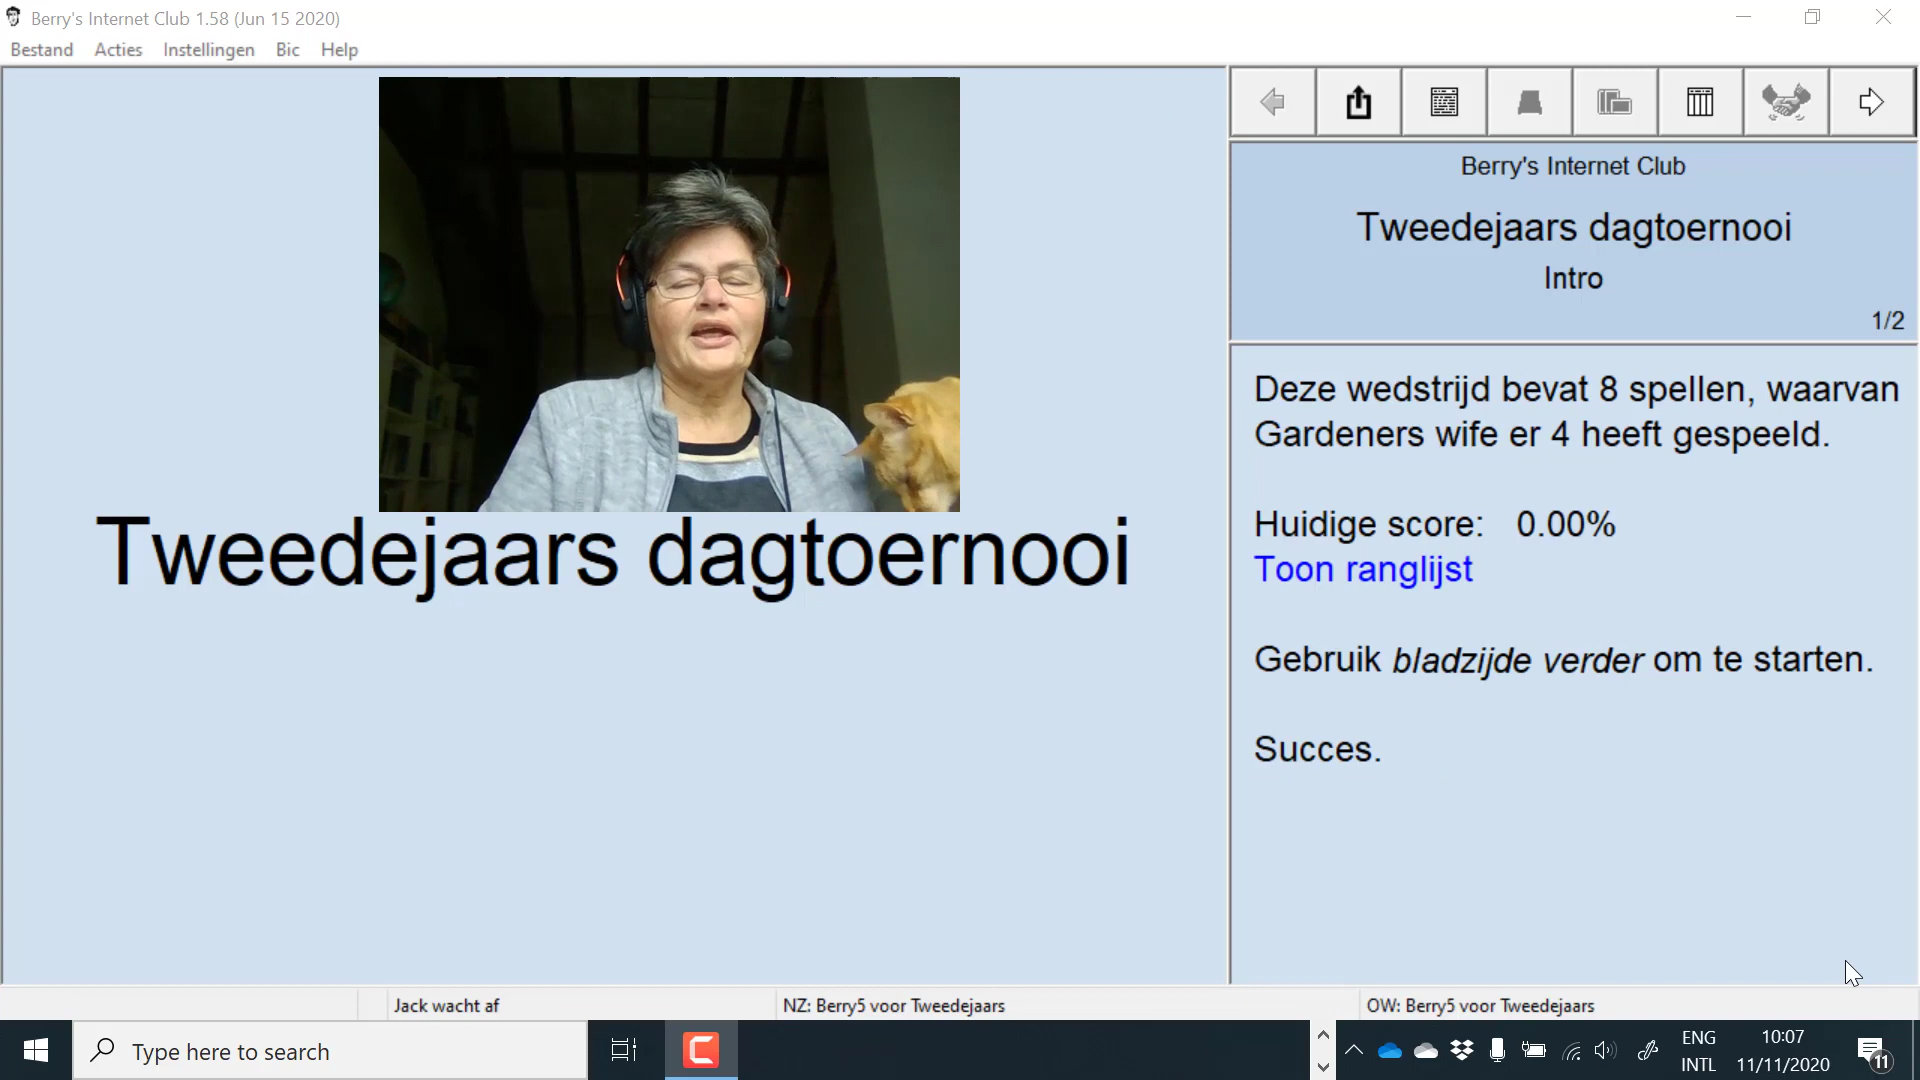 Berry's Internet Club 1.58 (Jun 15 2020)
Bestand Acties Instellingen Bic Help
Berry's Internet Club
Tweedejaars dagtoernooi
Intro
1/2
Deze wedstrijd bevat 8 spellen, waarvan
Gardeners wife er 4 heeft gespeeld.
Huidige score: 0.00%
Toon ranglijst
Gebruik bladzijde verder om te starten.
Succes.
Tweedejaars dagtoernooi
Jack wacht af
NZ: Berry5 voor Tweedejaars
OW: Berry5 voor Tweedejaars
Type here to search
ENG
INTL
10:07
11/11/2020
11